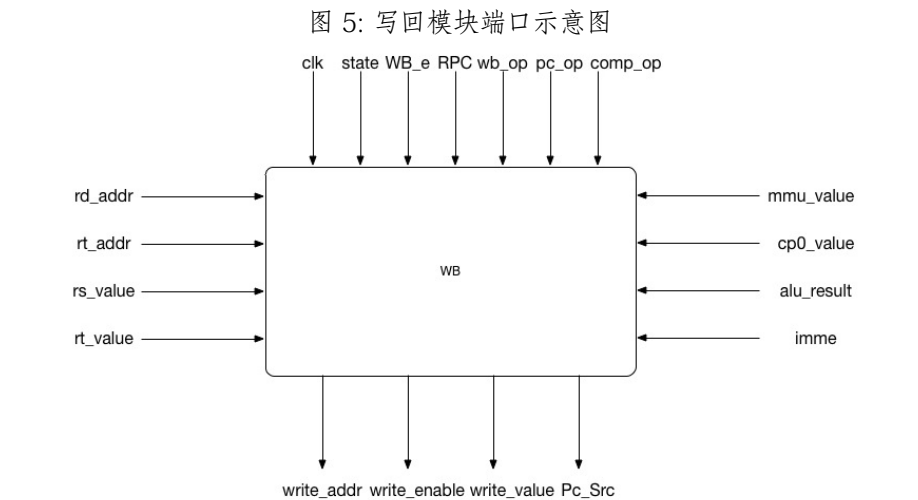 图 5: 写回模块端口示意图
clk state WB_e RPC wb_op pc_op comp_op
rd_addr mmu_value
rt_addr cp0_value
WB
rs_value alu_result
rt_value imme
write_addr write_enable write_value Pc_Src